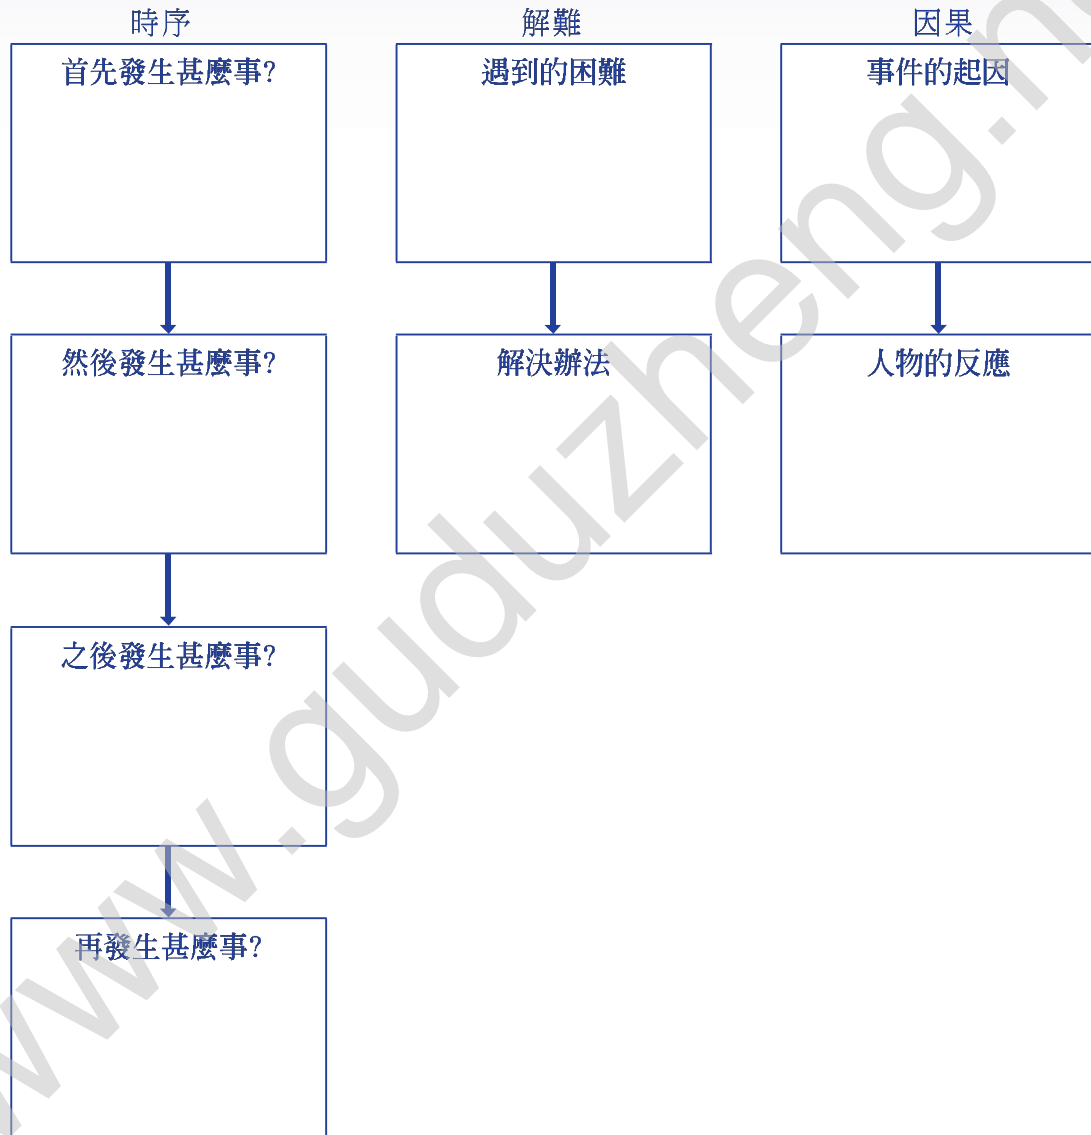 時序
首先發生甚麼事?
然後發生甚麼事?
之後發生甚麼事?
再發生甚麼事?
解難
遇到的困難
解決辦法
因果
事件的起因
人物的反應
www.guduzheng.n